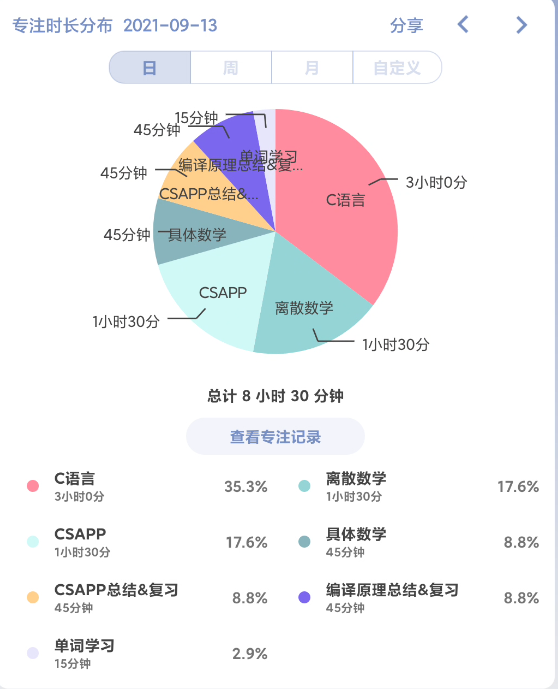 专注时长分布 2021-09-13 分享
日 周 月 自定义
15分钟
45分钟
单词学习
编译原理总结&复...
45分钟
CSAPP总结&...
3小时0分
C语言
45分钟
具体数学
CSAPP
离散数学
1小时30分
1小时30分
总计 8 小时 30 分钟
查看专注记录
C语言
3小时0分
35.3%
离散数学
1小时30分
17.6%
CSAPP
1小时30分
17.6%
具体数学
45分钟
8.8%
CSAPP总结&复习
45分钟
8.8%
编译原理总结&复习
45分钟
8.8%
单词学习
15分钟
2.9%